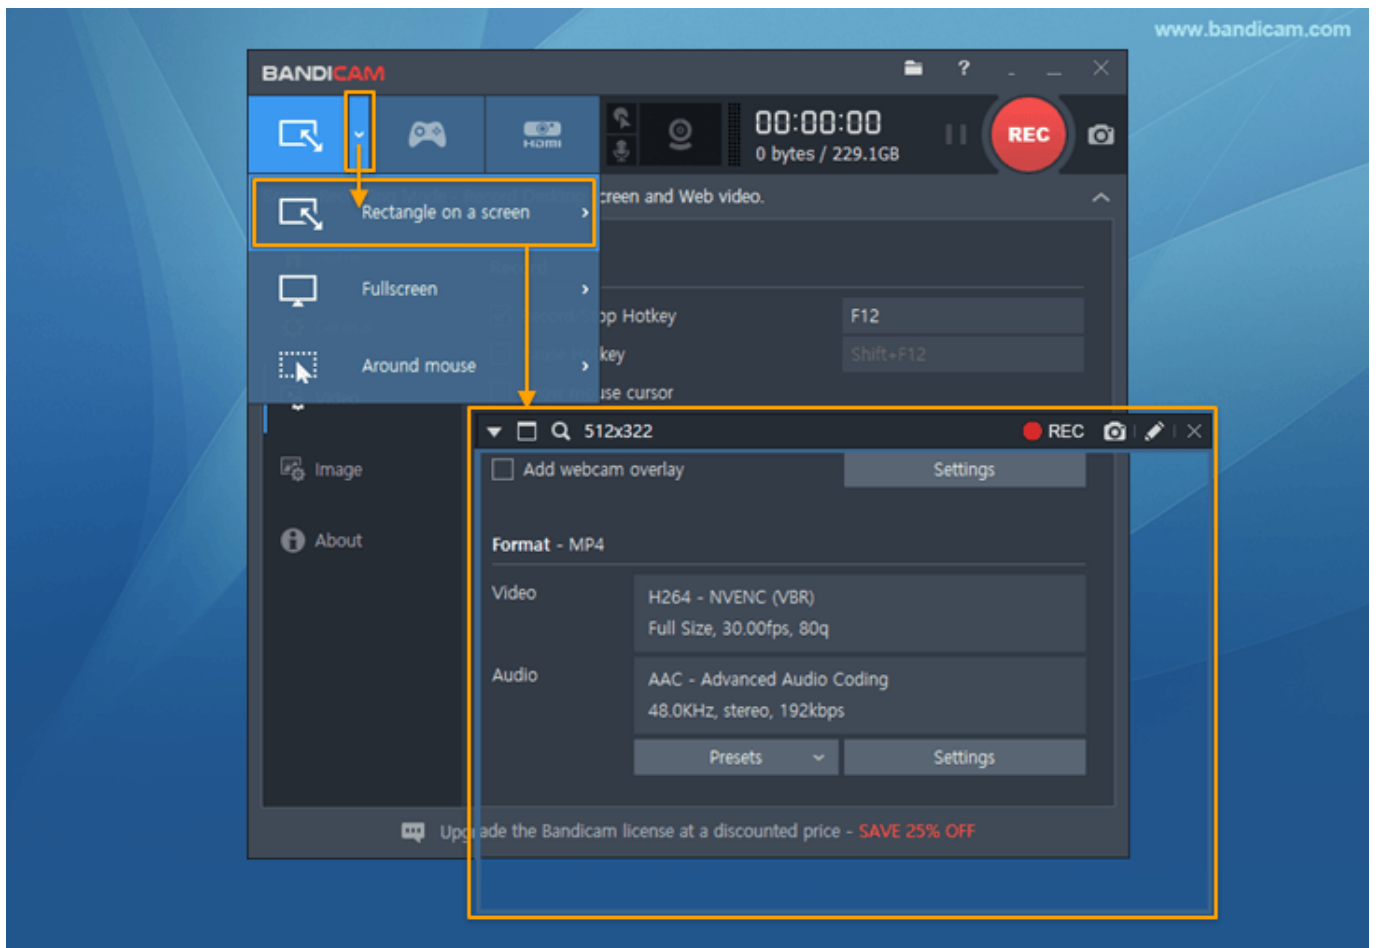 www.bandicam.com
BANDICAM
?
HDMI
00:00:00
0 bytes / 229.1GB
REC
Rectangle on a screen
creen and Web video.
Fullscreen
op Hotkey
F12
key
Shift+F12
Around mouse
use cursor
512x322
REC
Add webcam overlay
Settings
Image
About
Format - MP4
Video
H264 - NVENC (VBR)
Full Size, 30.00fps, 80q
Audio
AAC - Advanced Audio Coding
48.0KHz, stereo, 192kbps
Presets
Settings
Upgrade the Bandicam license at a discounted price - SAVE 25% OFF